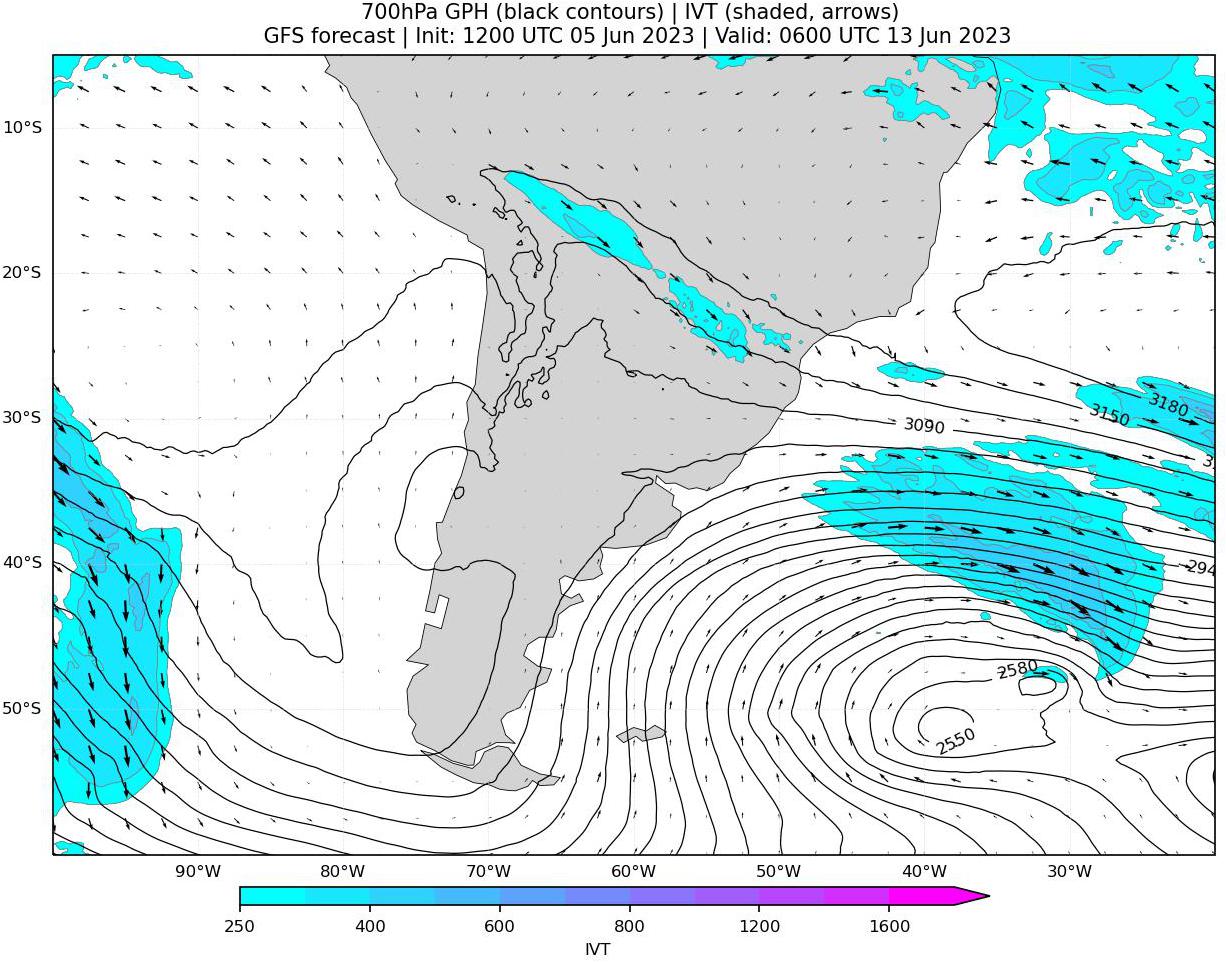 700hPa GPH (black contours) | IVT (shaded, arrows)
GFS forecast | Init: 1200 UTC 05 Jun 2023 | Valid: 0600 UTC 13 Jun 2023
10°S
20°S
30°S
3180
3150
3090
3
40°S
294
2580
50°S
2550
90°W 80°W 70°W 60°W 50°W 40°W 30°W
250 400 600 800 1200 1600
IVT